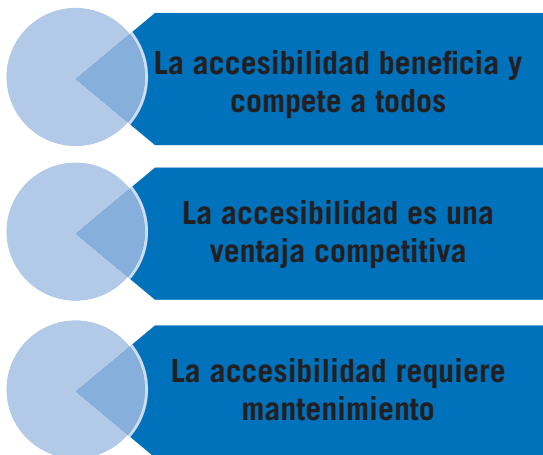 La accesibilidad beneficia y
compete a todos
La accesibilidad es una
ventaja competitiva
La accesibilidad requiere
mantenimiento